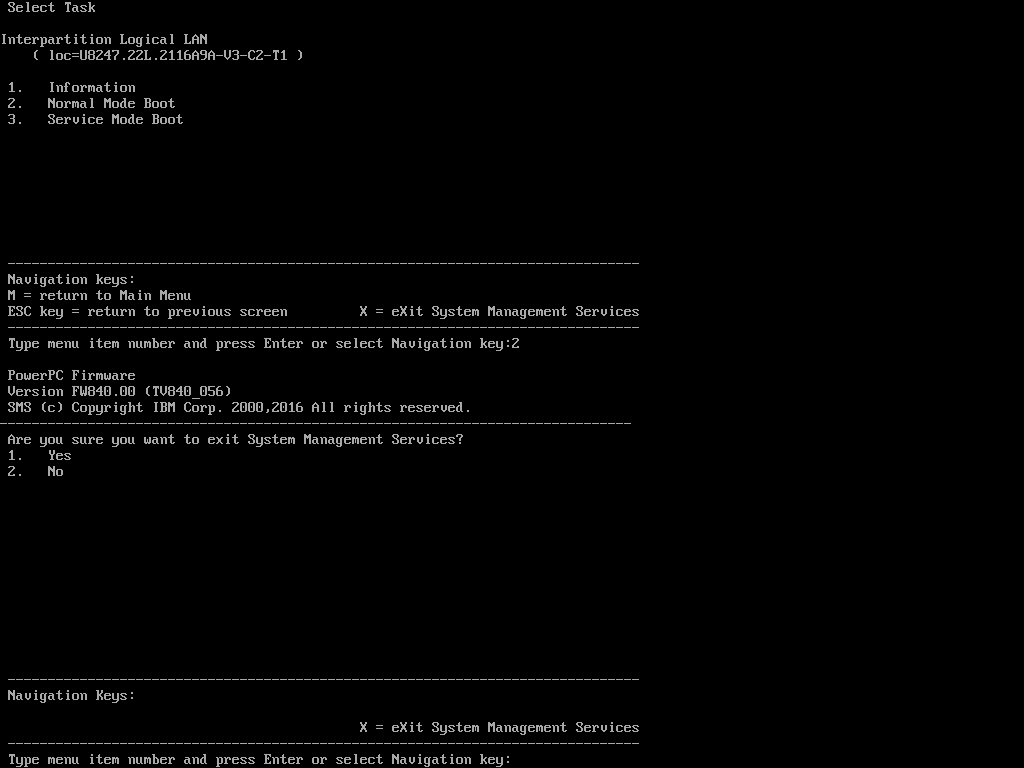 Select Task
Interpartition Logical LAN
( loc=U8247.22L.2116A9A-V3-C2-T1 )
1. Information
2. Normal Mode Boot
3. Service Mode Boot
-------------------------------------------------------------------------------
Navigation keys:
M = return to Main Menu
ESC key = return to previous screen X = eXit System Management Services
-------------------------------------------------------------------------------
Type menu item number and press Enter or select Navigation key:2
PowerPC Firmware
Version FW840.00 (TV840_056)
SMS (c) Copyright IBM Corp. 2000,2016 All rights reserved.
-------------------------------------------------------------------------------
Are you sure you want to exit System Management Services?
1. Yes
2. No
-------------------------------------------------------------------------------
Navigation Keys:
X = eXit System Management Services
-------------------------------------------------------------------------------
Type menu item number and press Enter or select Navigation key: